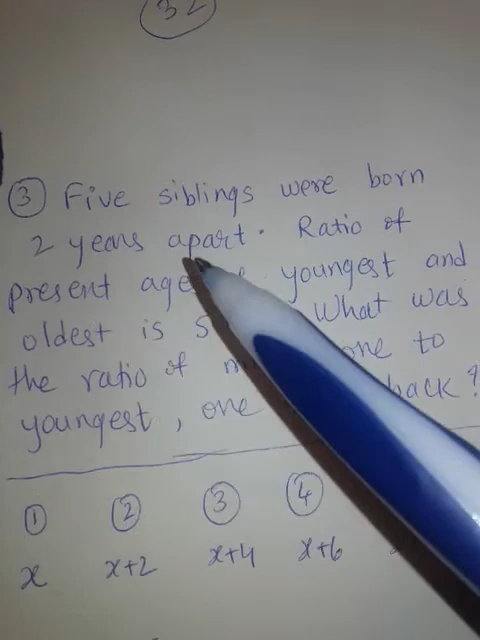 32
③ Five siblings were born
2 years apart. Ratio of
present youngest and
oldest is What was
the ratio of one to
youngest, one back?
① ② ③ ④
x x+2 x+4 x+6